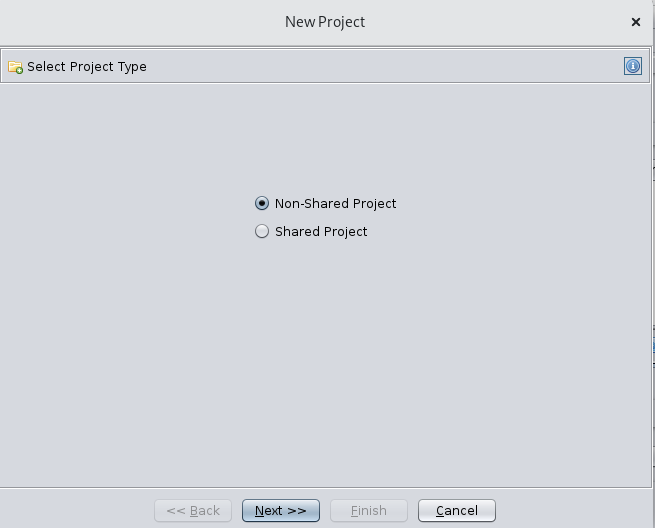 New Project
Select Project Type
Non-Shared Project
Shared Project
<< Back Next >> Finish Cancel